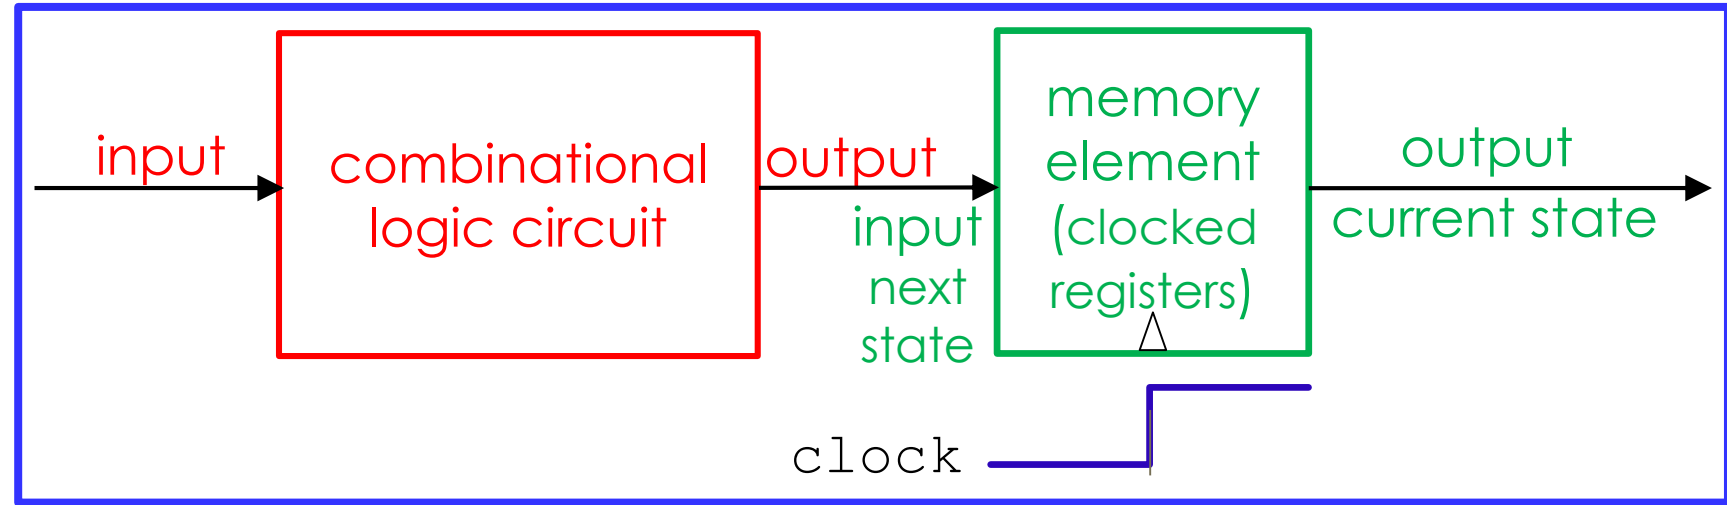 input
combinational
logic circuit
output
input
next
state
memory
element
(clocked
registers)
output
current state
clock